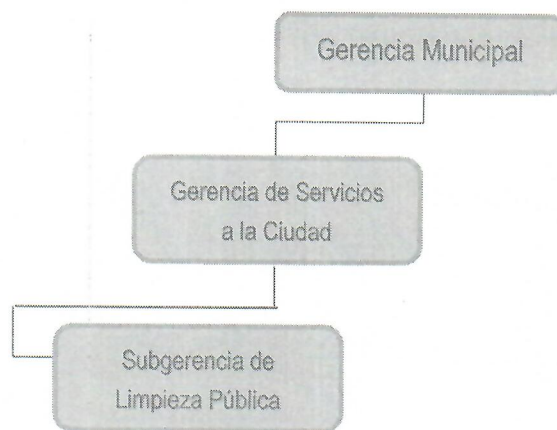 Gerencia Municipal
Gerencia de Servicios
a la Ciudad
Subgerencia de
Limpieza Pública